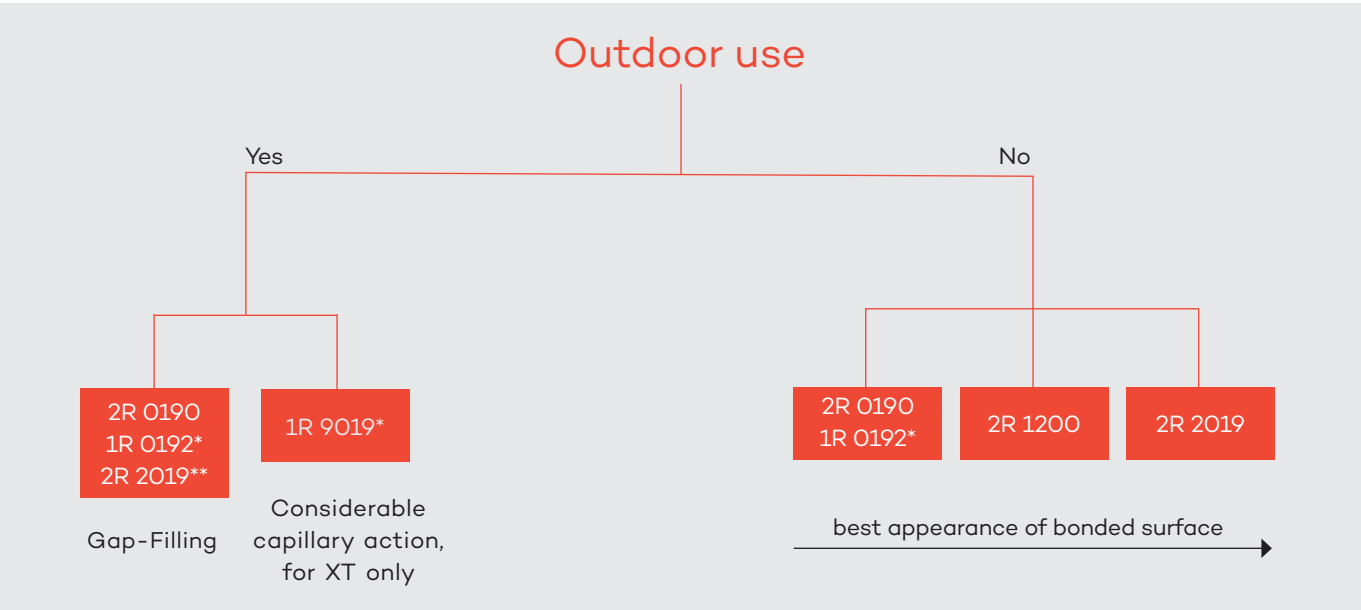 Outdoor use
Yes
No
2R 0190
1R 0192*
2R 2019**
1R 9019*
2R 0190
1R 0192*
2R 1200
2R 2019
Gap-Filling
Considerable
capillary action,
for XT only
best appearance of bonded surface